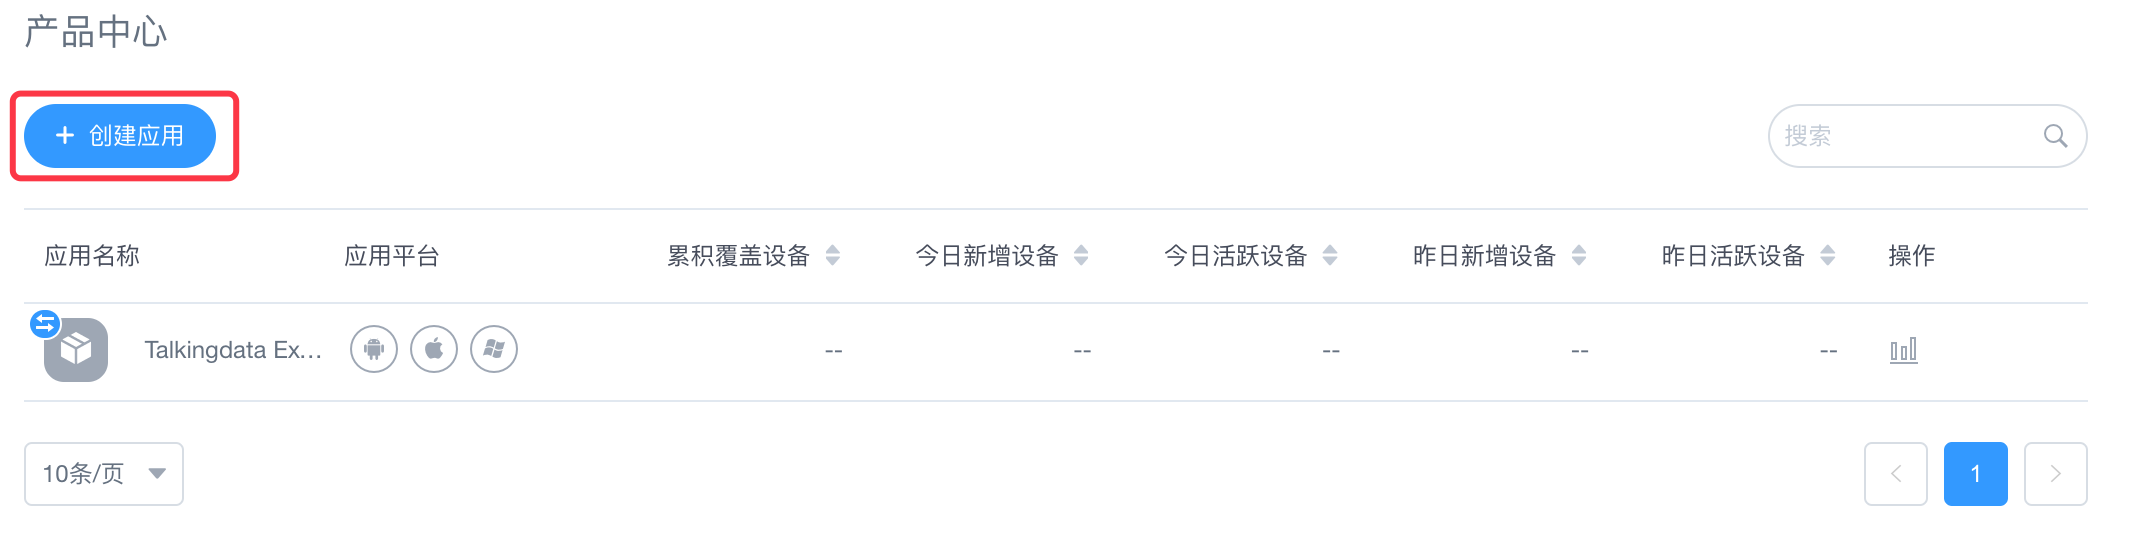 产品中心
+ 创建应用
搜索
应用名称 应用平台 累积覆盖设备 今日新增设备 今日活跃设备 昨日新增设备 昨日活跃设备 操作
Talkingdata Ex... -- -- -- -- --
10条/页 1